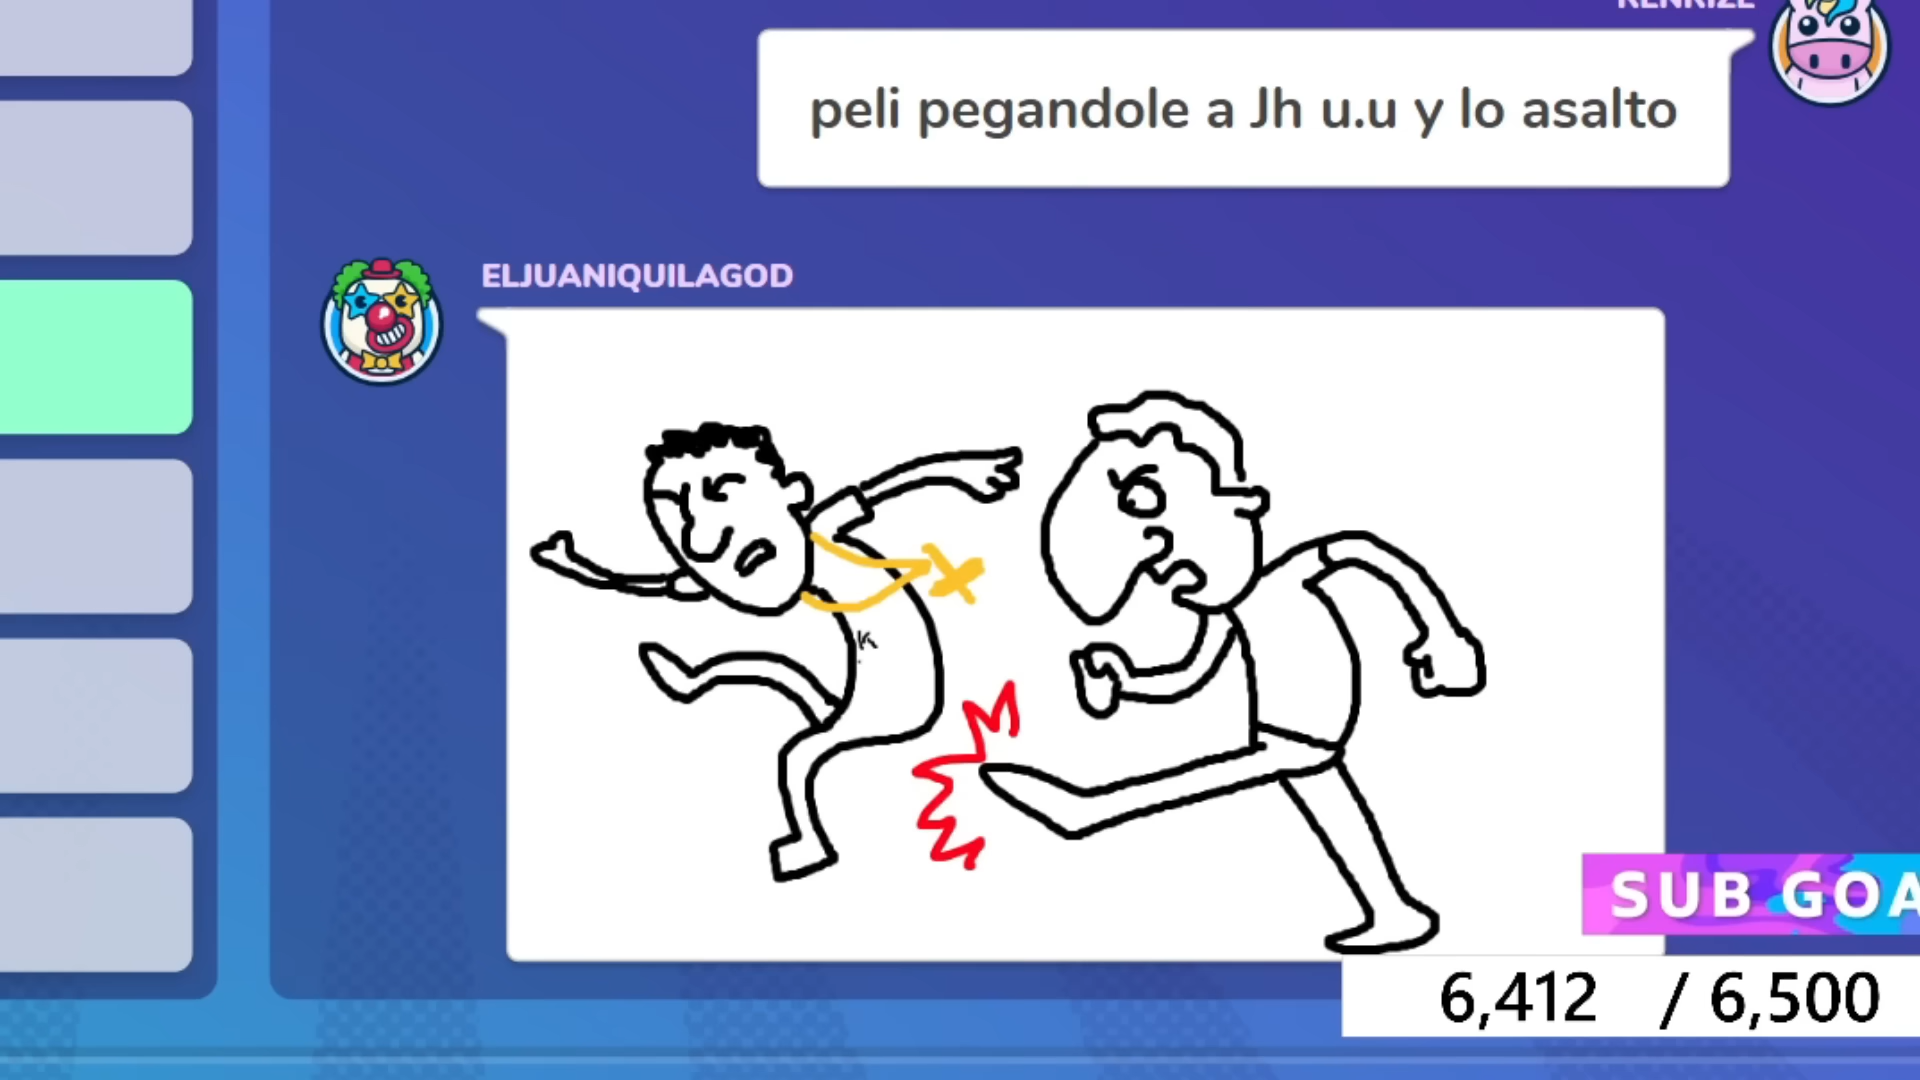 peli pegandole a Jh u.u y lo asalto
ELJUANIQUILAGOD
SUB GOA
6,412 / 6,500